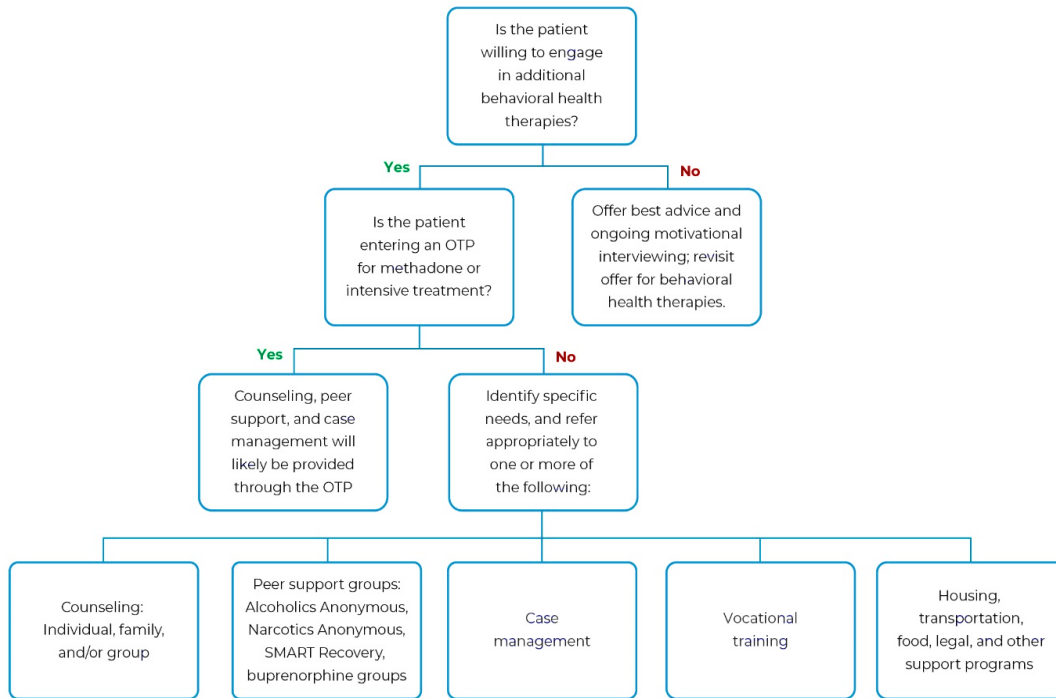 Is the patient
willing to engage
in additional
behavioral health
therapies?
Yes
No
Is the patient
entering an OTP
for methadone or
intensive treatment?
Offer best advice and
ongoing motivational
interviewing; revisit
offer for behavioral
health therapies.
Yes
No
Counseling, peer
support, and case
management will
likely be provided
through the OTP
Identify specific
needs, and refer
appropriately to
one or more of
the following:
Counseling:
Individual, family,
and/or group
Peer support groups:
Alcoholics Anonymous,
Narcotics Anonymous,
SMART Recovery,
buprenorphine groups
Case
management
Vocational
training
Housing,
transportation,
food, legal, and other
support programs